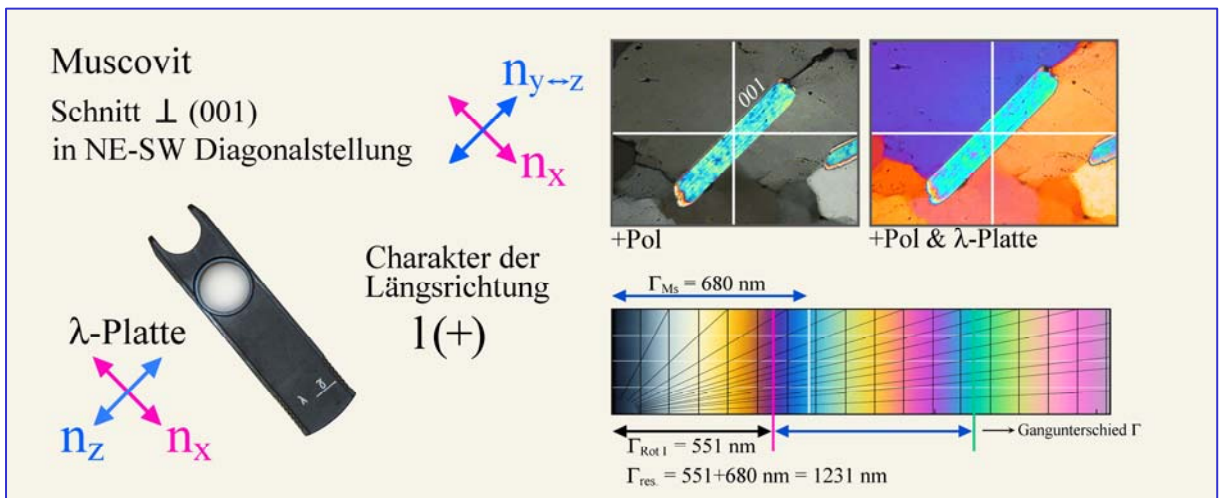 Muscovit
Schnitt ⊥ (001)
in NE-SW Diagonalstellung
n_y↔z
n_x
001
+Pol
+Pol & λ-Platte
Charakter der
Längsrichtung
l (+)
λ-Platte
n_z
n_x
λ
Γ_Ms = 680 nm
Γ_Rot I = 551 nm
Gangunterschied Γ
Γ_res. = 551+680 nm = 1231 nm